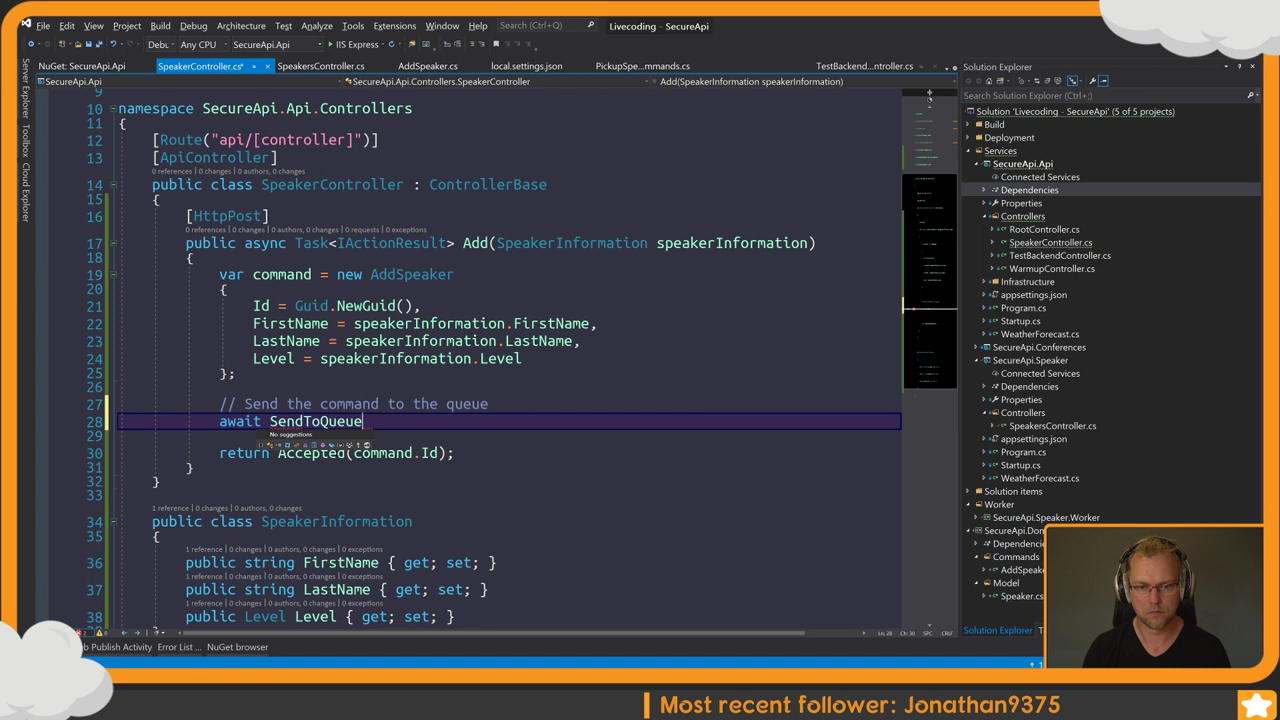 File Edit View Project Build Debug Architecture Test Analyze Tools Extensions Window Help Search (Ctrl+Q) Livecoding - SecureApi
Any CPU SecureApi.Api IIS Express
NuGet: SecureApi.Api SpeakerController.cs* SpeakersController.cs AddSpeaker.cs local.settings.json PickupSpe...mmands.cs TestBackend...ntroller.cs
SecureApi.Api SecureApi.Api.Controllers.SpeakerController Add(SpeakerInformation speakerInformation)
Server Explorer
Toolbox
Cloud Explorer
9
10 namespace SecureApi.Api.Controllers
11 {
12 [Route("api/[controller]")]
13 [ApiController]
0 references | 0 changes | 0 authors, 0 changes
14 public class SpeakerController : ControllerBase
15 {
16 [HttpPost]
0 references | 0 changes | 0 authors, 0 changes | 0 requests | 0 exceptions
17 public async Task<IActionResult> Add(SpeakerInformation speakerInformation)
18 {
19 var command = new AddSpeaker
20 {
21 Id = Guid.NewGuid(),
22 FirstName = speakerInformation.FirstName,
23 LastName = speakerInformation.LastName,
24 Level = speakerInformation.Level
25 };
26
27 // Send the command to the queue
28 await SendToQueue
No suggestions
29
30 return Accepted(command.Id);
31 }
32 }
33
1 reference | 0 changes | 0 authors, 0 changes
34 public class SpeakerInformation
35 {
1 reference | 0 changes | 0 authors, 0 changes | 0 exceptions
36 public string FirstName { get; set; }
1 reference | 0 changes | 0 authors, 0 changes | 0 exceptions
37 public string LastName { get; set; }
1 reference | 0 changes | 0 authors, 0 changes | 0 exceptions
38 public Level Level { get; set; }
Ln: 28 Ch: 30 SPC CRLF
Publish Activity Error List ... NuGet browser
Solution Explorer
Search Solution Explorer (Ctrl+;)
Solution 'Livecoding - SecureApi' (5 of 5 projects)
Build
Deployment
Services
SecureApi.Api
Connected Services
Dependencies
Properties
Controllers
RootController.cs
SpeakerController.cs
TestBackendController.cs
WarmupController.cs
Infrastructure
appsettings.json
Program.cs
Startup.cs
WeatherForecast.cs
SecureApi.Conferences
SecureApi.Speaker
Connected Services
Dependencies
Properties
Controllers
SpeakersController.cs
appsettings.json
Program.cs
Startup.cs
WeatherForecast.cs
Solution items
Worker
SecureApi.Speaker.Worker
SecureApi.Dom
Dependenci
Commands
AddSpeake
Model
Speaker.cs
Solution Explorer
Most recent follower: Jonathan9375